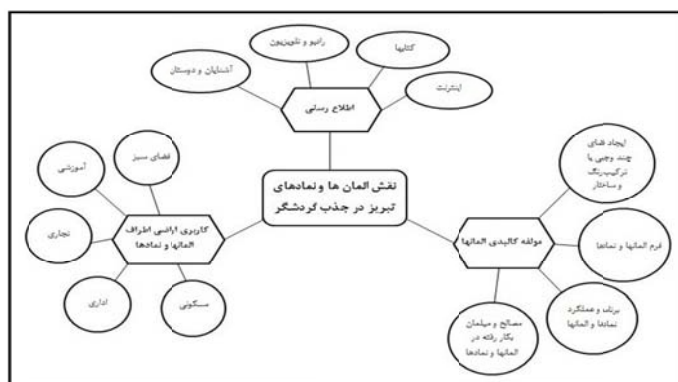 کتابها
رادیو و تلویزیون
آشنایان و دوستان
اینترنت
اطلاع رسانی
نقش المان ها و نمادهای
تبریز در جذب گردشگر
فضای سبز
آموزشی
تجاری
اداری
مسکونی
کاربری اراضی اطراف
المانها و نمادها
ایجاد فضای
چند وجهی با
ترکیب رنگ
و ساختار
مولفه کالبدی المانها
فرم المانها و نمادها
و عملکرد
نمادها و المانها
مصالح و مبلمان
بکار رفته در
المانها و نمادها